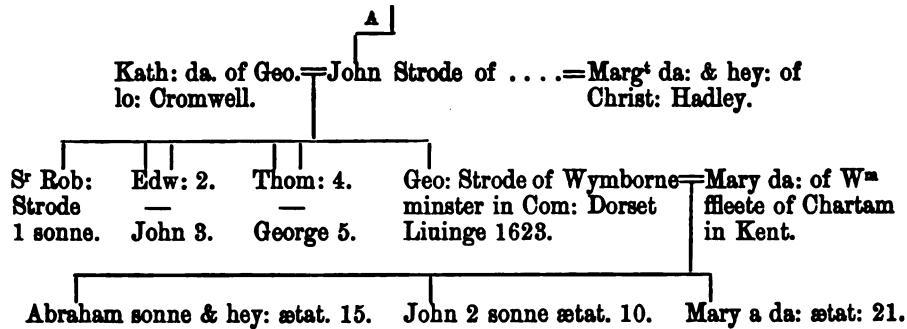 A
Kath: da. of Geo.=John Strode of . . . .=Margᵗ da: & hey: of
lo: Cromwell. Christ: Hadley.
Sʳ Rob: Edw: 2. Thom: 4. Geo: Strode of Wymborne=Mary da: of Wᵐ
Strode — — minster in Com: Dorset ffleete of Chartam
1 sonne. John 3. George 5. Liuinge 1623. in Kent.
Abraham sonne & hey: ætat. 15. John 2 sonne ætat. 10. Mary a da: ætat: 21.